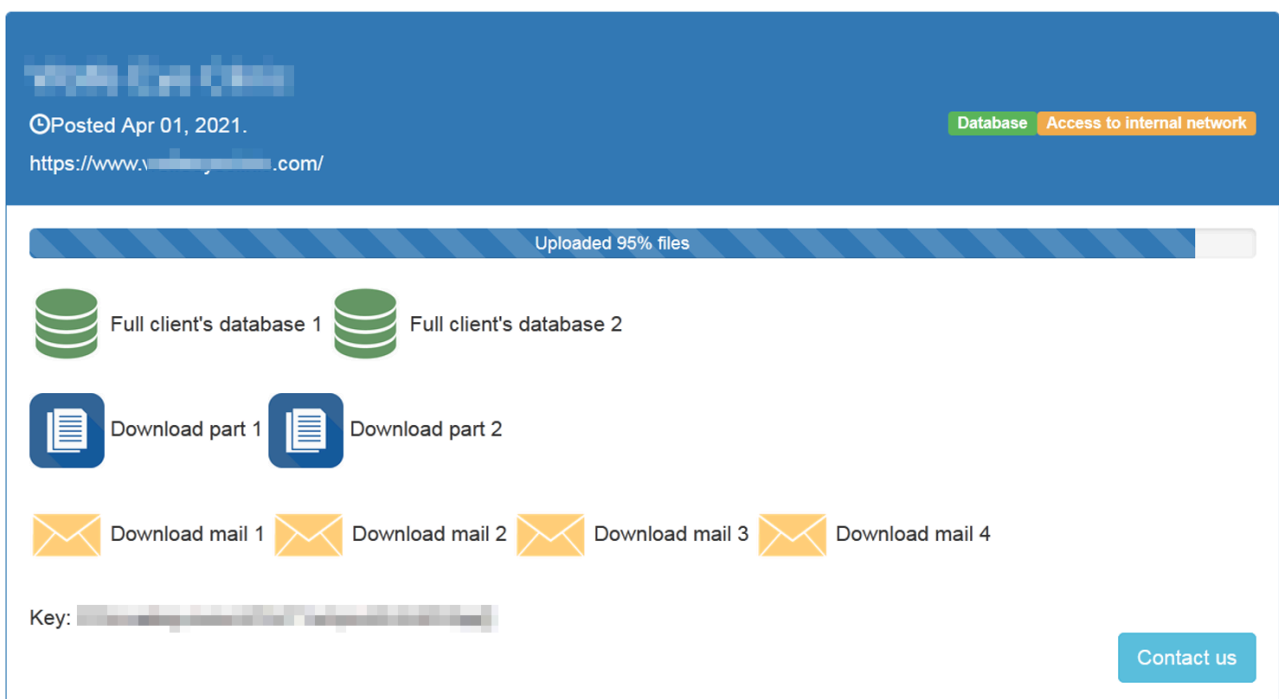 Posted Apr 01, 2021.
Database Access to internal network
https://www. .com/
Uploaded 95% files
Full client's database 1 Full client's database 2
Download part 1 Download part 2
Download mail 1 Download mail 2 Download mail 3 Download mail 4
Key:
Contact us